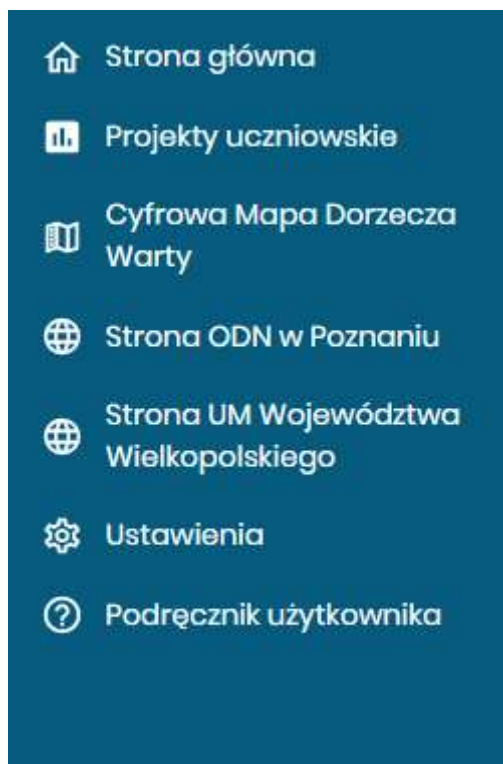 Strona główna
Projekty uczniowskie
Cyfrowa Mapa Dorzecza
Warty
Strona ODN w Poznaniu
Strona UM Województwa
Wielkopolskiego
Ustawienia
Podręcznik użytkownika